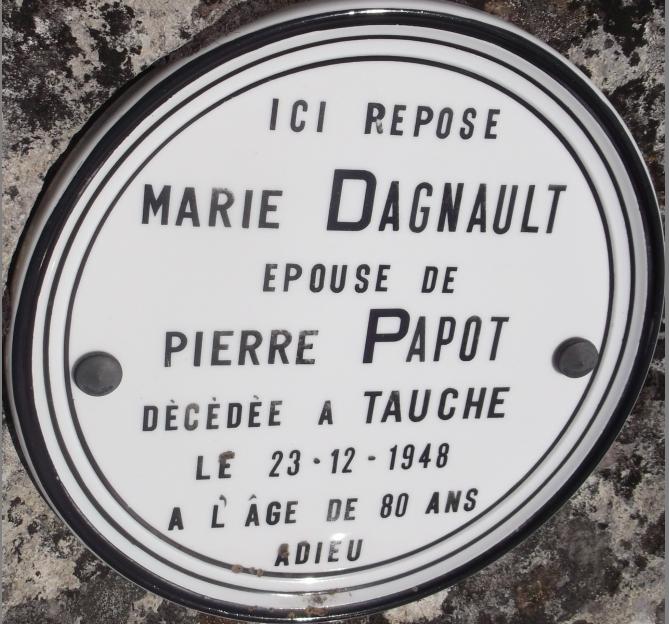 ICI REPOSE
MARIE DAGNAULT
EPOUSE DE
PIERRE PAPOT
DÈCÈDÈE A TAUCHE
LE 23-12-1948
A L'ÂGE DE 80 ANS
ADIEU